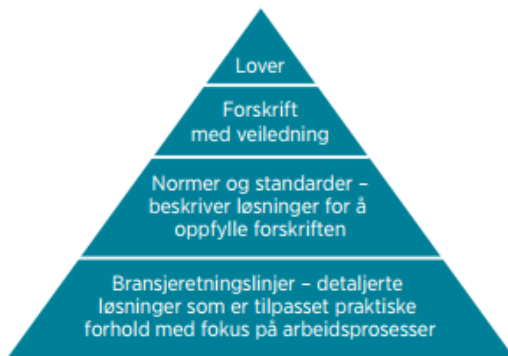 Lover
Forskrift
med veiledning
Normer og standarder –
beskriver løsninger for å
oppfylle forskriften
Bransjeretningslinjer – detaljerte
løsninger som er tilpasset praktiske
forhold med fokus på arbeidsprosesser